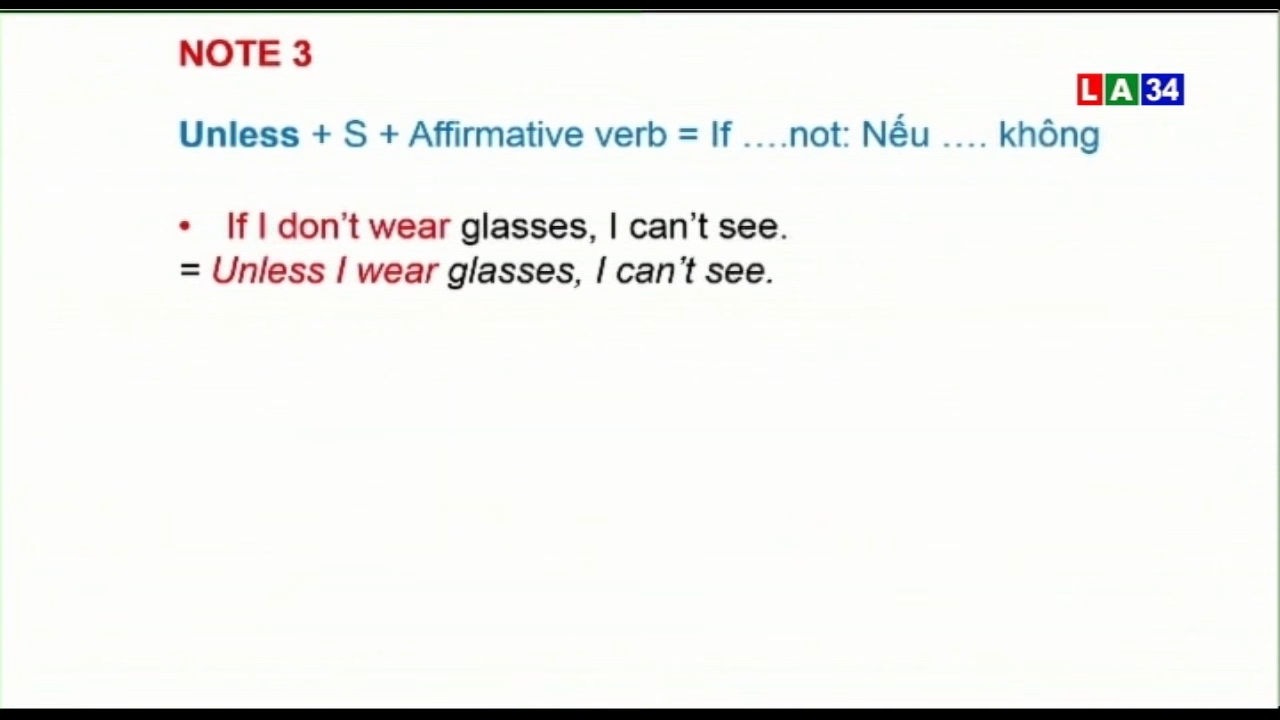 NOTE 3
LA34
Unless + S + Affirmative verb = If ….not: Nếu …. không
• If I don’t wear glasses, I can’t see.
= Unless I wear glasses, I can’t see.